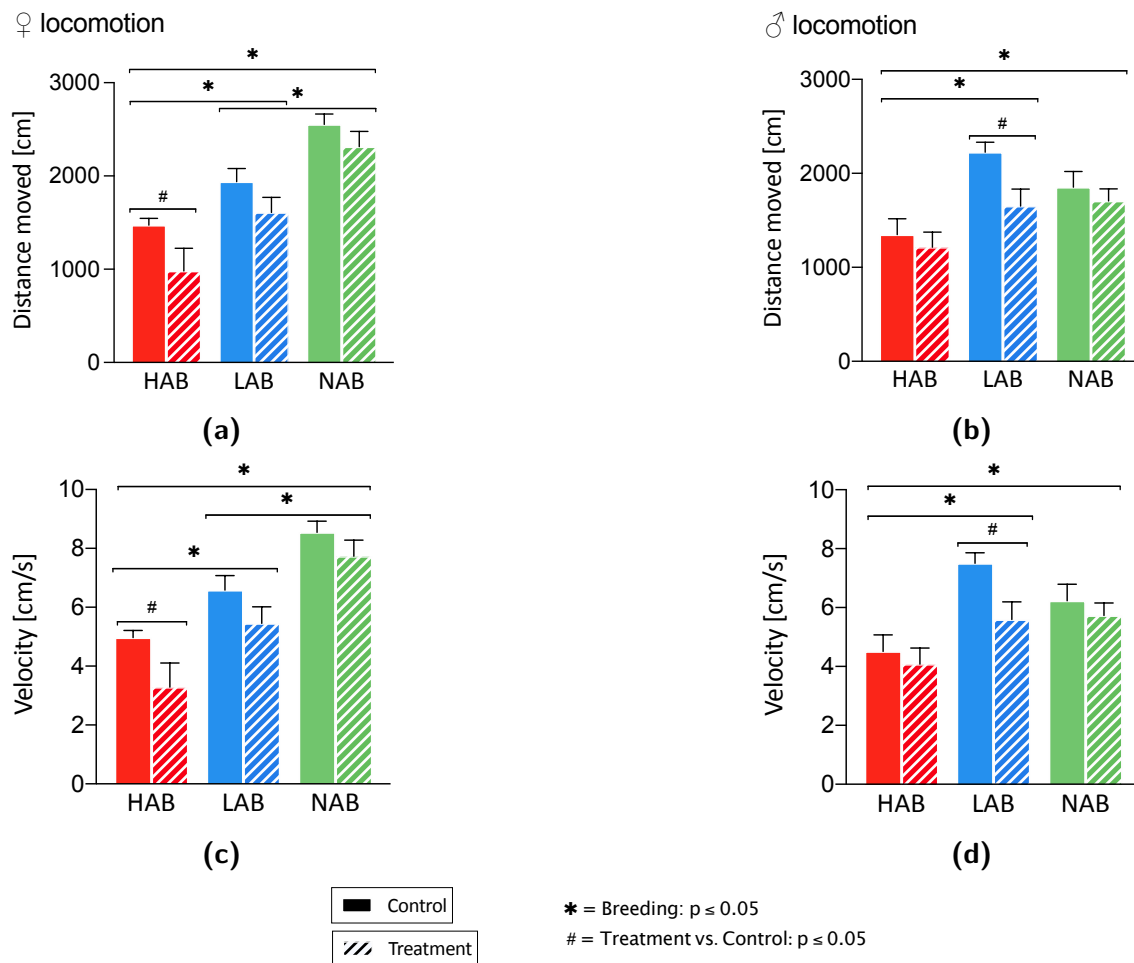 ♀ locomotion
* 
* *
#
Distance moved [cm]
3000
2000
1000
0
HAB LAB NAB
(a)
♂ locomotion
*
*
#
Distance moved [cm]
3000
2000
1000
0
HAB LAB NAB
(b)
*
*
*
#
Velocity [cm/s]
10
8
6
4
2
0
HAB LAB NAB
(c)
*
*
#
Velocity [cm/s]
10
8
6
4
2
0
HAB LAB NAB
(d)
Control
Treatment
* = Breeding: p ≤ 0.05
# = Treatment vs. Control: p ≤ 0.05